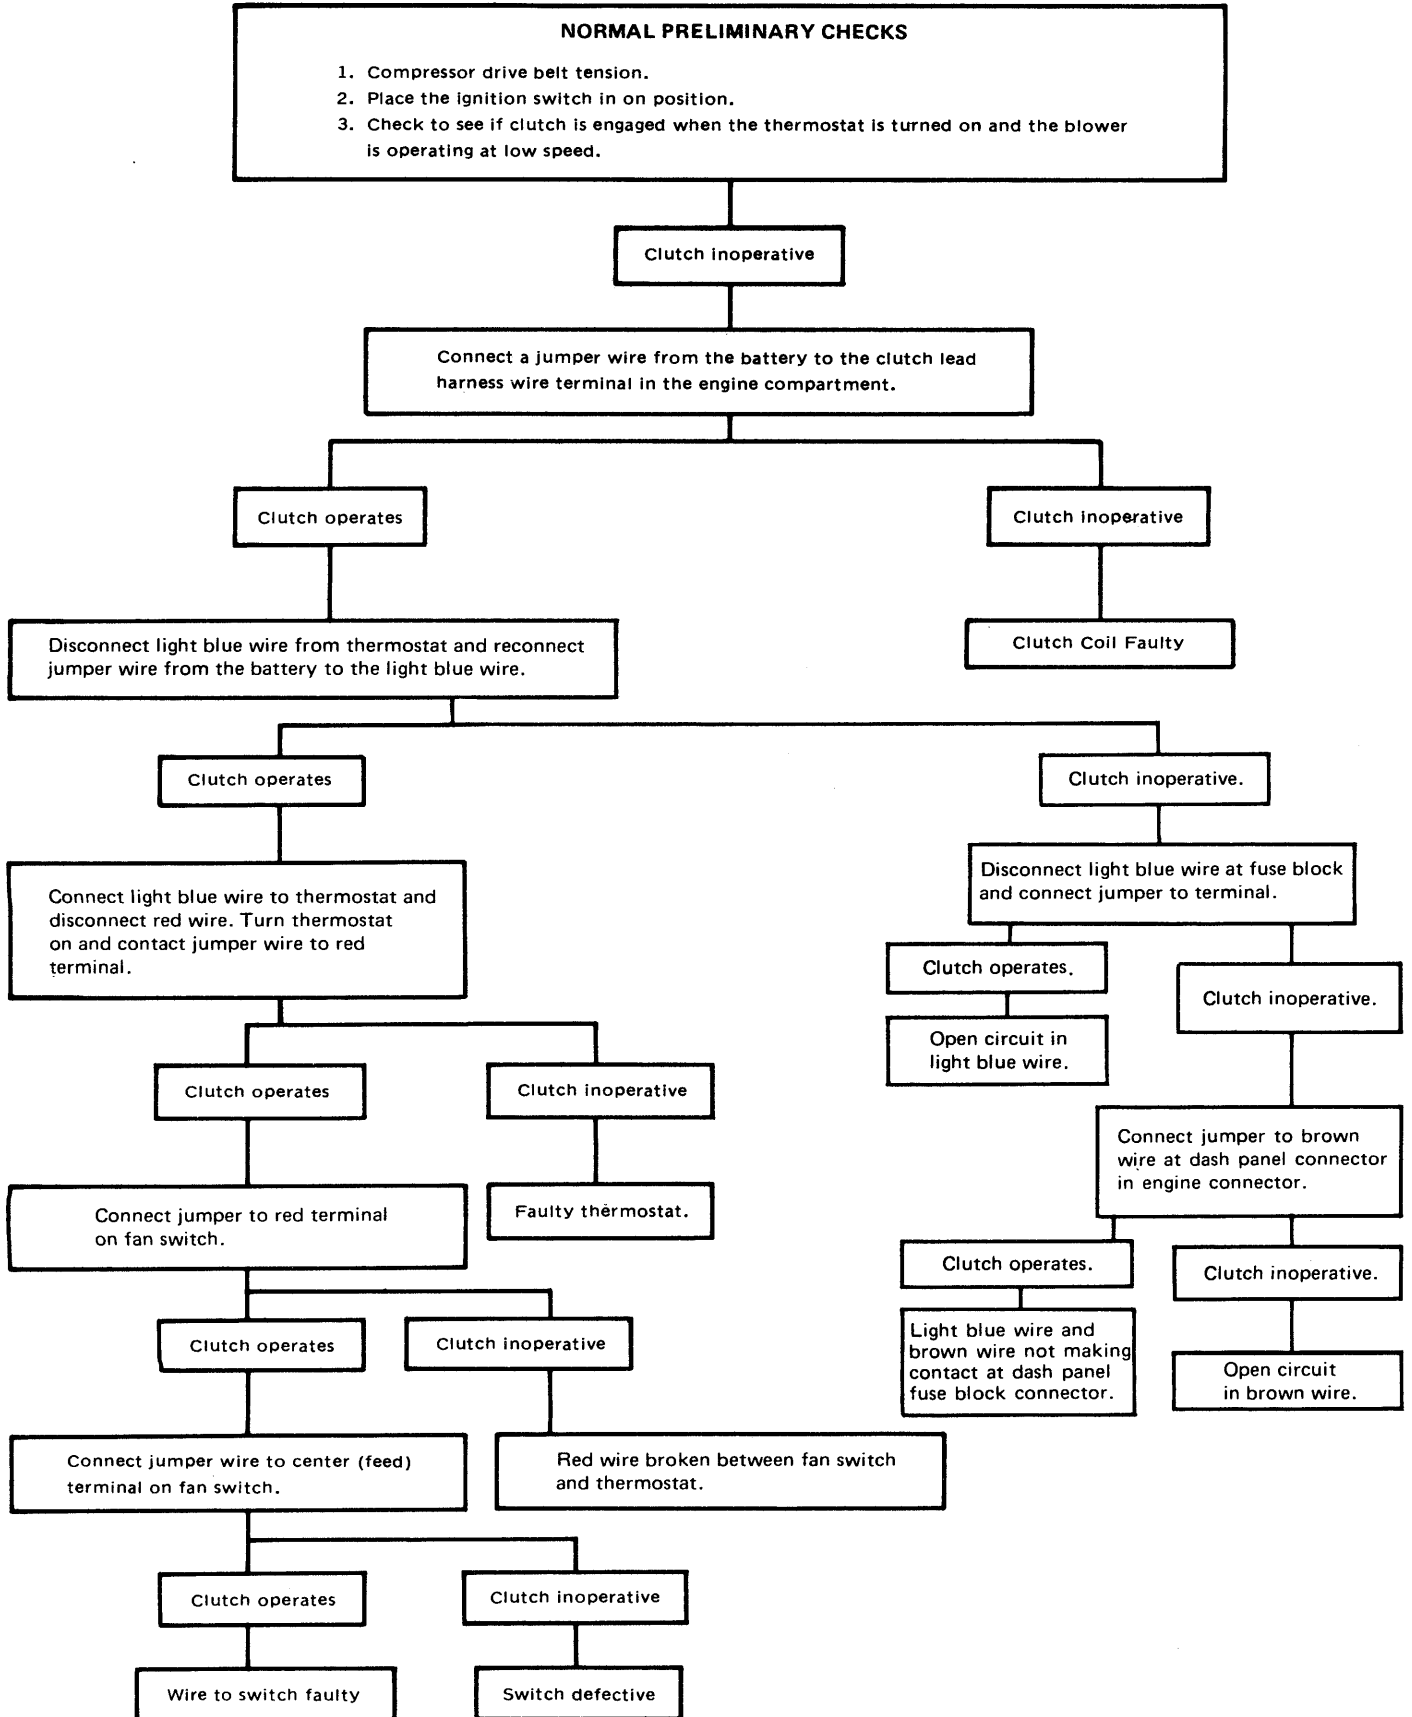 NORMAL PRELIMINARY CHECKS
1. Compressor drive belt tension.
2. Place the ignition switch in on position.
3. Check to see if clutch is engaged when the thermostat is turned on and the blower
is operating at low speed.
Clutch inoperative
Connect a jumper wire from the battery to the clutch lead
harness wire terminal in the engine compartment.
Clutch operates
Clutch inoperative
Disconnect light blue wire from thermostat and reconnect
jumper wire from the battery to the light blue wire.
Clutch Coil Faulty
Clutch operates
Clutch inoperative.
Connect light blue wire to thermostat and
disconnect red wire. Turn thermostat
on and contact jumper wire to red
terminal.
Disconnect light blue wire at fuse block
and connect jumper to terminal.
Clutch operates.
Clutch inoperative.
Open circuit in
light blue wire.
Clutch operates
Clutch inoperative
Connect jumper to brown
wire at dash panel connector
in engine connector.
Connect jumper to red terminal
on fan switch.
Faulty thermostat.
Clutch operates.
Clutch inoperative.
Clutch operates
Clutch inoperative
Light blue wire and
brown wire not making
contact at dash panel
fuse block connector.
Open circuit
in brown wire.
Connect jumper wire to center (feed)
terminal on fan switch.
Red wire broken between fan switch
and thermostat.
Clutch operates
Clutch inoperative
Wire to switch faulty
Switch defective